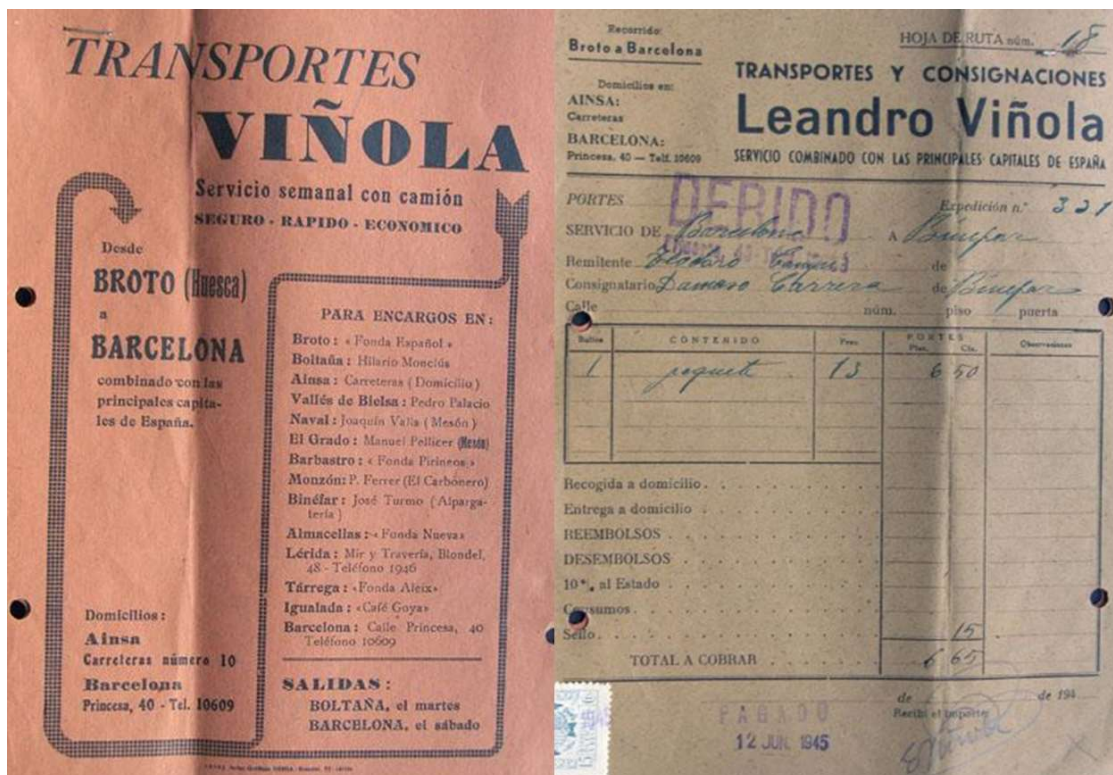 TRANSPORTES
VIÑOLA
Servicio semanal con camión
SEGURO - RAPIDO - ECONOMICO
Desde
BROTO (Huesca)
a
BARCELONA
combinado con las
principales capita-
les de España.
PARA ENCARGOS EN:
Broto: « Fonda Español »
Boltaña: Hilario Monclús
Ainsa: Carreteras ( Domicilio )
Vallés de Bielsa: Pedro Palacio
Naval: Joaquín Valla ( Mesón )
El Grado: Manuel Pellicer (Mesón)
Barbastro: « Fonda Pirineos »
Monzón: P. Ferrer (El Carbonero)
Binéfar: José Turmo ( Alparga-
tería )
Almacellas: « Fonda Nueva»
Lérida: Mir y Travería, Blondel,
48 - Teléfono 1946
Tárrega: «Fonda Aleix»
Igualada: «Café Goya»
Barcelona: Calle Princesa, 40
Teléfono 10609
Domicilios:
Ainsa
Carreteras número 10
Barcelona
Princesa, 40 - Tel. 10609
SALIDAS:
BOLTAÑA, el martes
BARCELONA, el sábado
Recorrido:
Broto a Barcelona
HOJA DE RUTA núm. 18
Domicilios en:
AINSA:
Carreteras
BARCELONA:
Princesa, 40 — Telf. 10609
TRANSPORTES Y CONSIGNACIONES
Leandro Viñola
SERVICIO COMBINADO CON LAS PRINCIPALES CAPITALES DE ESPAÑA
DEBIDO
PORTES
Expedición n.º 321
SERVICIO DE Barcelona A Binefar
Remitente de
Consignatario Damaso Carrera de Binefar
Calle núm. piso puerta
Bultos CONTENIDO Peso PORTES Observaciones
Ptas. Cts.
1 paquete 13 6 50
Recogida a domicilio
Entrega a domicilio
REEMBOLSOS
DESEMBOLSOS
10 % al Estado
Consumos
Sello 15
TOTAL A COBRAR 6 65
de de 194
Recibí el importe,
PAGADO
12 JUN. 1945